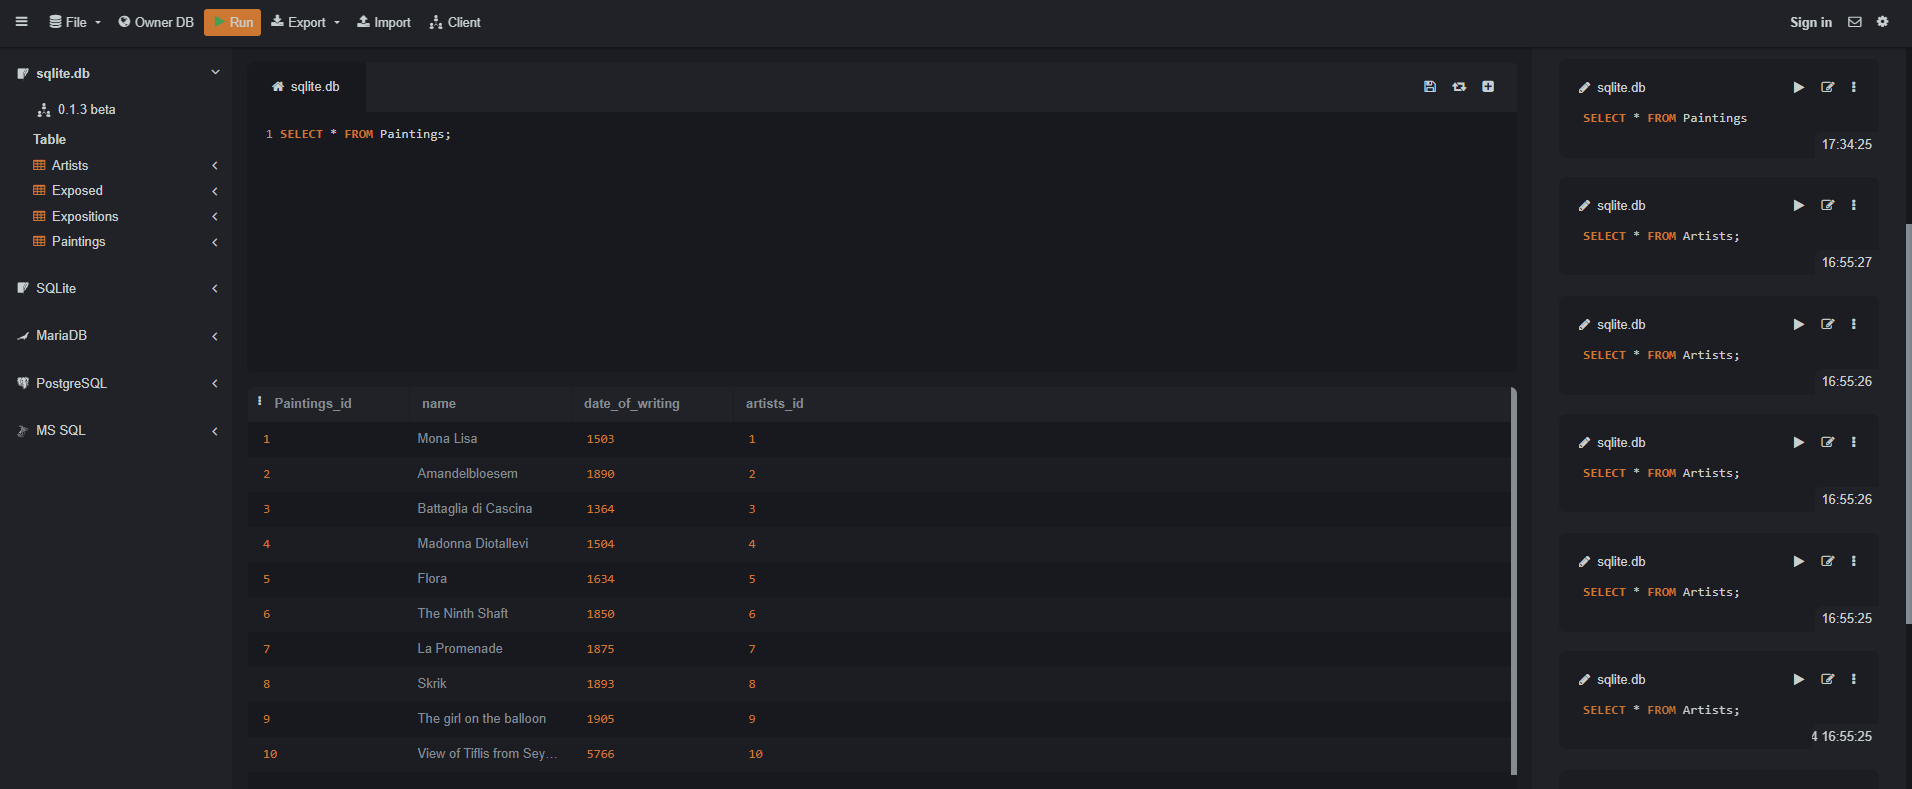 File Owner DB Run Export Import Client Sign in
sqlite.db
0.1.3 beta
Table
Artists
Exposed
Expositions
Paintings
SQLite
MariaDB
PostgreSQL
MS SQL
sqlite.db
1 SELECT * FROM Paintings;
Paintings_id name date_of_writing artists_id
1 Mona Lisa 1503 1
2 Amandelbloesem 1890 2
3 Battaglia di Cascina 1364 3
4 Madonna Diotallevi 1504 4
5 Flora 1634 5
6 The Ninth Shaft 1850 6
7 La Promenade 1875 7
8 Skrik 1893 8
9 The girl on the balloon 1905 9
10 View of Tiflis from Sey... 5766 10
sqlite.db
SELECT * FROM Paintings
17:34:25
sqlite.db
SELECT * FROM Artists;
16:55:27
sqlite.db
SELECT * FROM Artists;
16:55:26
sqlite.db
SELECT * FROM Artists;
16:55:26
sqlite.db
SELECT * FROM Artists;
16:55:25
sqlite.db
SELECT * FROM Artists;
4 16:55:25